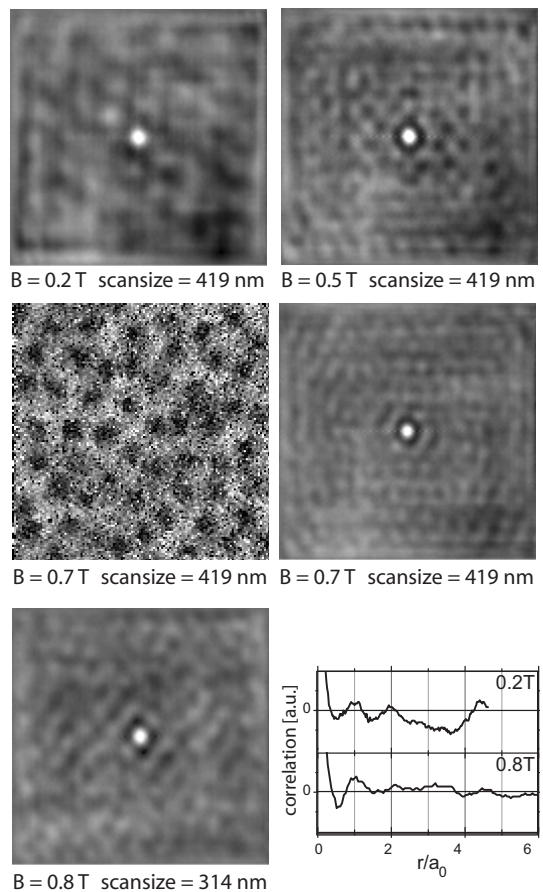 B = 0.2 T scansize = 419 nm
B = 0.5 T scansize = 419 nm
B = 0.7 T scansize = 419 nm
B = 0.7 T scansize = 419 nm
B = 0.8 T scansize = 314 nm
correlation [a.u.]
0
0.2T
0
0.8T
0 2 4 6
r/a₀